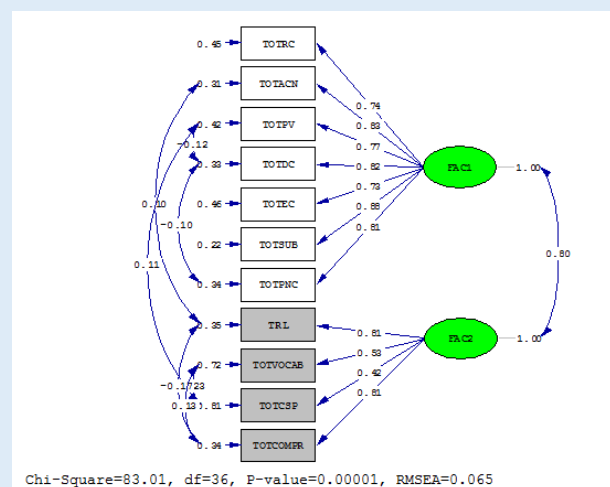 0.45 TOTRC
0.31 TOTACN
0.74
0.42 TOTPV
0.83
-0.12
0.77
0.33 TOTDC
0.82
FAC1 1.00
0.10
0.46 TOTEC
0.73
-0.10
0.88
0.22 TOTSUB
0.81
0.11
0.80
0.34 TOTPNC
0.35 TRL
0.81
FAC2 1.00
0.72 TOTVOCAB
0.53
0.42
0.13
0.81 TOTCSP
0.81
0.34 TOTCOMPR
Chi-Square=83.01, df=36, P-value=0.00001, RMSEA=0.065